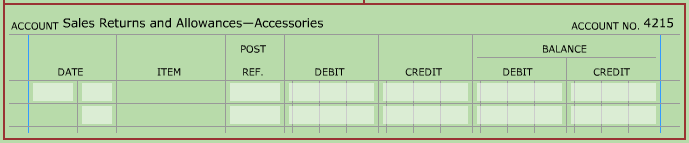 ACCOUNT Sales Returns and Allowances—Accessories ACCOUNT NO. 4215
POST BALANCE
DATE ITEM REF. DEBIT CREDIT DEBIT CREDIT